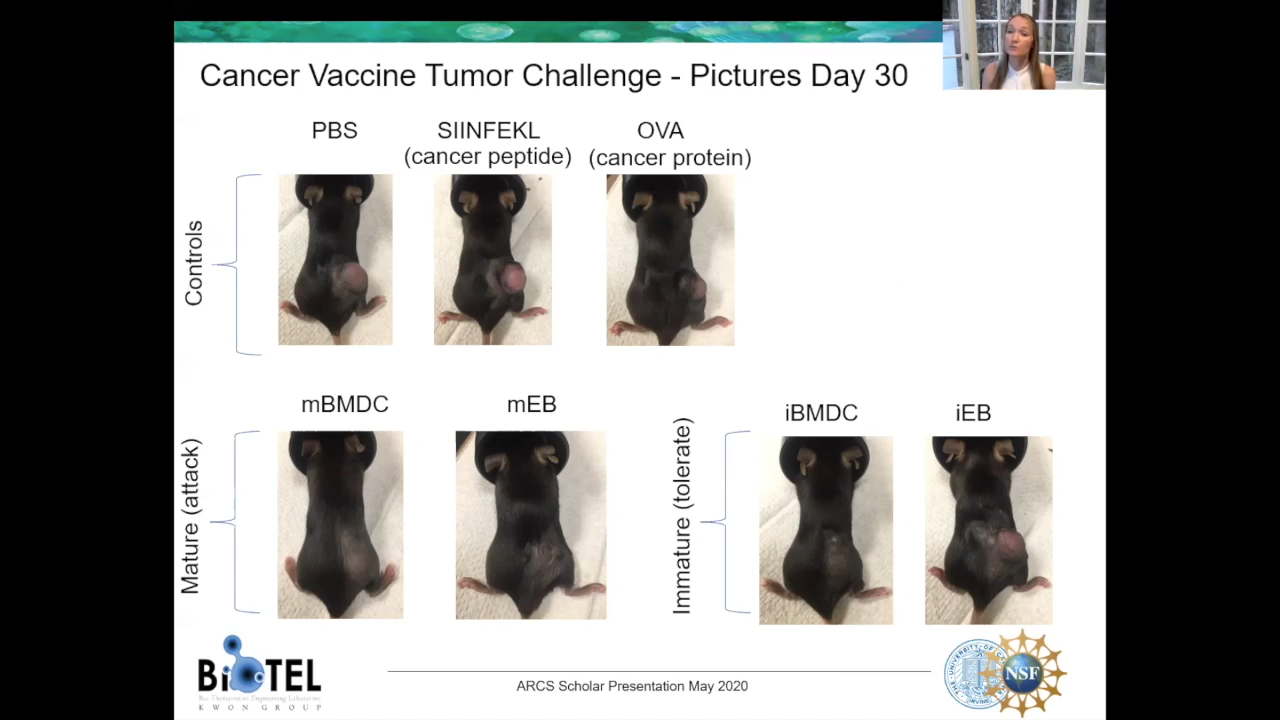 Cancer Vaccine Tumor Challenge - Pictures Day 30
PBS
SIINFEKL
(cancer peptide)
OVA
(cancer protein)
Controls
mBMDC
mEB
Mature (attack)
iBMDC
iEB
Immature (tolerate)
BiOTEL
KWON GROUP
ARCS Scholar Presentation May 2020
NSF